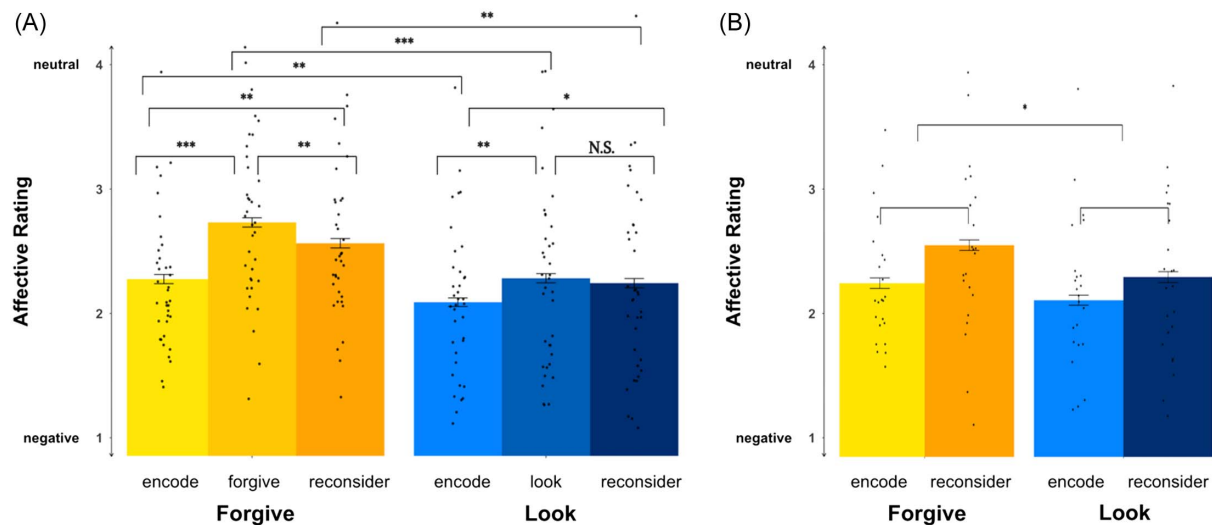 (A)
**
***
**
neutral 4
**
*
***
**
**
N.S.
3
Affective Rating
2
negative 1
encode forgive reconsider encode look reconsider
Forgive Look
(B)
neutral 4
*
3
Affective Rating
2
negative 1
encode reconsider encode reconsider
Forgive Look